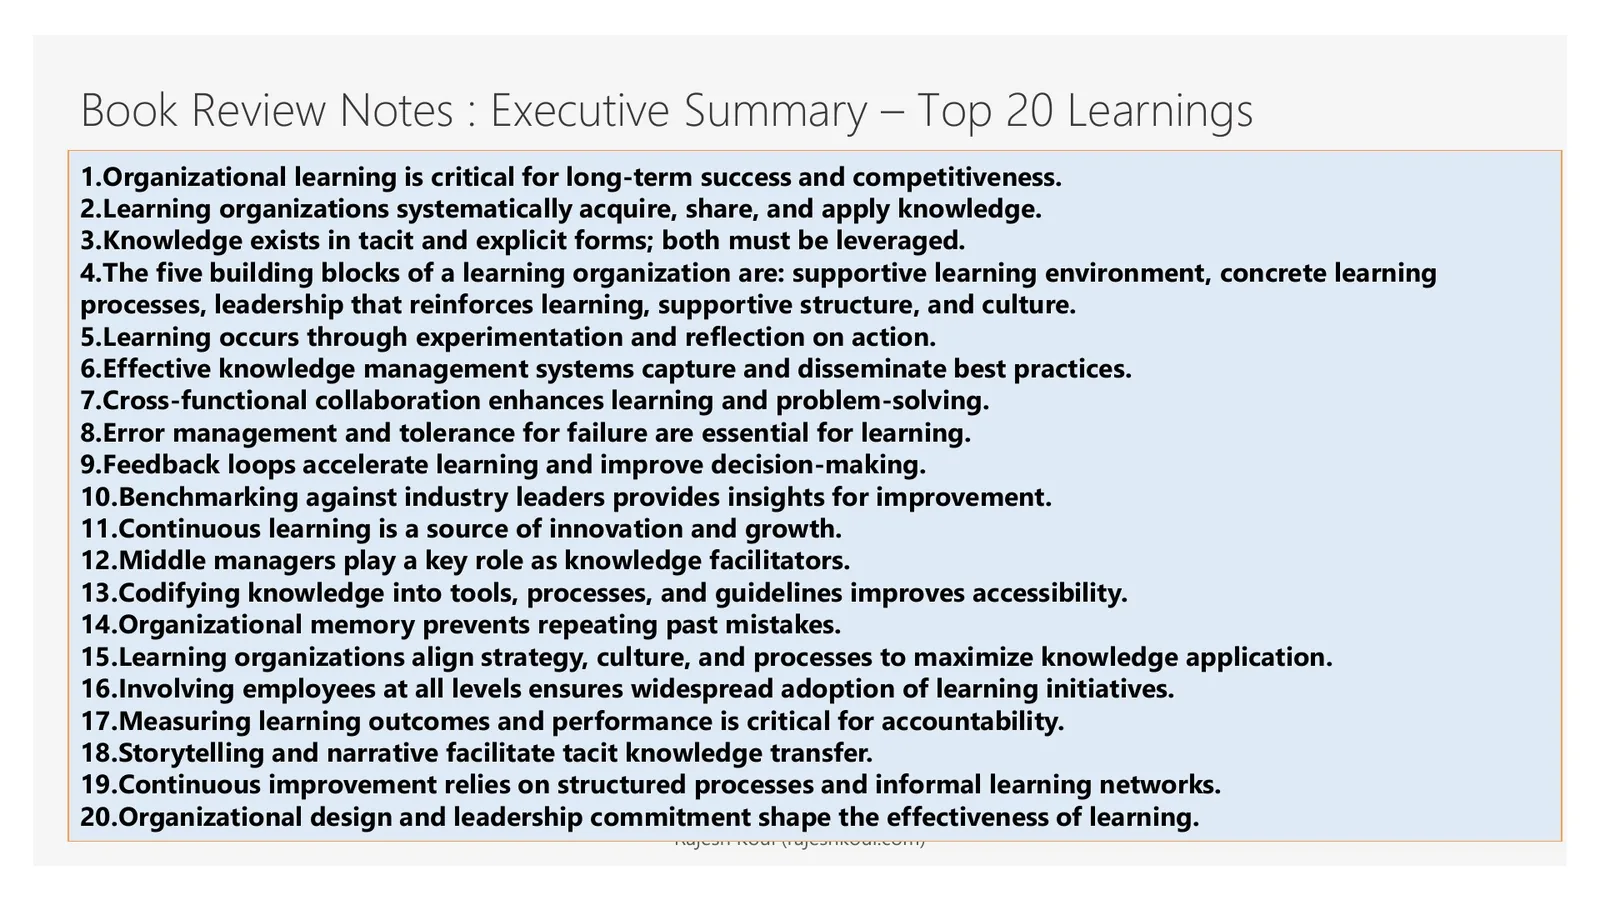 Book Review Notes : Executive Summary – Top 20 Learnings
1.Organizational learning is critical for long-term success and competitiveness.
2.Learning organizations systematically acquire, share, and apply knowledge.
3.Knowledge exists in tacit and explicit forms; both must be leveraged.
4.The five building blocks of a learning organization are: supportive learning environment, concrete learning
processes, leadership that reinforces learning, supportive structure, and culture.
5.Learning occurs through experimentation and reflection on action.
6.Effective knowledge management systems capture and disseminate best practices.
7.Cross-functional collaboration enhances learning and problem-solving.
8.Error management and tolerance for failure are essential for learning.
9.Feedback loops accelerate learning and improve decision-making.
10.Benchmarking against industry leaders provides insights for improvement.
11.Continuous learning is a source of innovation and growth.
12.Middle managers play a key role as knowledge facilitators.
13.Codifying knowledge into tools, processes, and guidelines improves accessibility.
14.Organizational memory prevents repeating past mistakes.
15.Learning organizations align strategy, culture, and processes to maximize knowledge application.
16.Involving employees at all levels ensures widespread adoption of learning initiatives.
17.Measuring learning outcomes and performance is critical for accountability.
18.Storytelling and narrative facilitate tacit knowledge transfer.
19.Continuous improvement relies on structured processes and informal learning networks.
20.Organizational design and leadership commitment shape the effectiveness of learning.
Rajesh Koul (rajeshkoul.com)